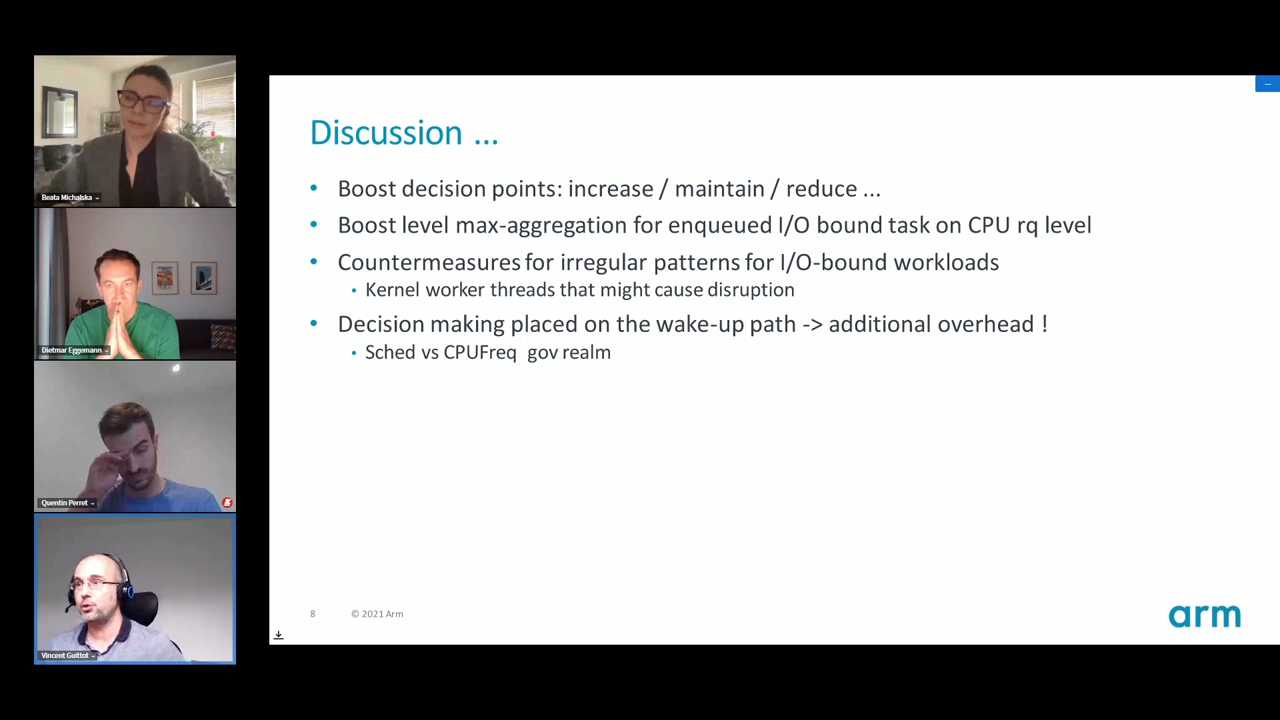 Beata Michalska
Dietmar Eggemann
Quentin Perret
Vincent Guittot
Discussion ...
• Boost decision points: increase / maintain / reduce ...
• Boost level max-aggregation for enqueued I/O bound task on CPU rq level
• Countermeasures for irregular patterns for I/O-bound workloads
• Kernel worker threads that might cause disruption
• Decision making placed on the wake-up path -> additional overhead !
• Sched vs CPUFreq gov realm
8 © 2021 Arm
arm